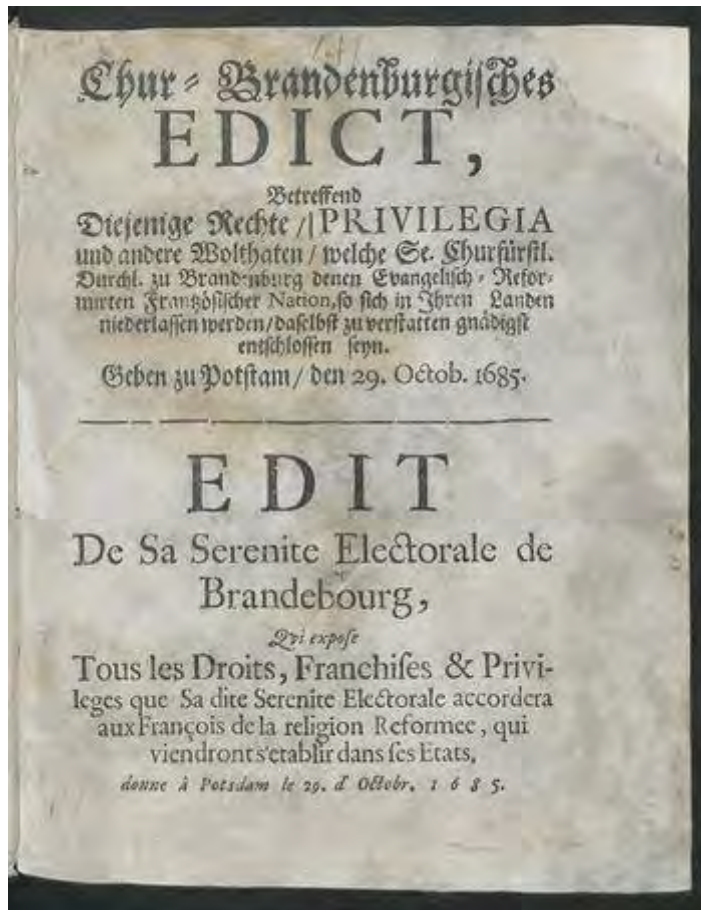 Chur-Brandenburgisches
EDICT,
Betreffend
Diejenige Rechte/ PRIVILEGIA
und andere Wolthaten/ welche Se. Churfürstl.
Durchl. zu Brandenburg denen Evangelisch-Refor-
mirten Frantzösischer Nation, so sich in Ihren Landen
niederlassen werden/ daselbst zu verstatten gnädigst
entschlossen seyn.
Geben zu Potstam/ den 29. Octob. 1685.
EDIT
De Sa Serenite Electorale de
Brandebourg,
Qvi expose
Tous les Droits, Franchiſes & Privi-
leges que Sa dite Serenite Electorale accordera
aux François de la religion Reformee, qui
viendront s'etablir dans ſes Etats,
donne à Potsdam le 29. d' Octobr. 1685.